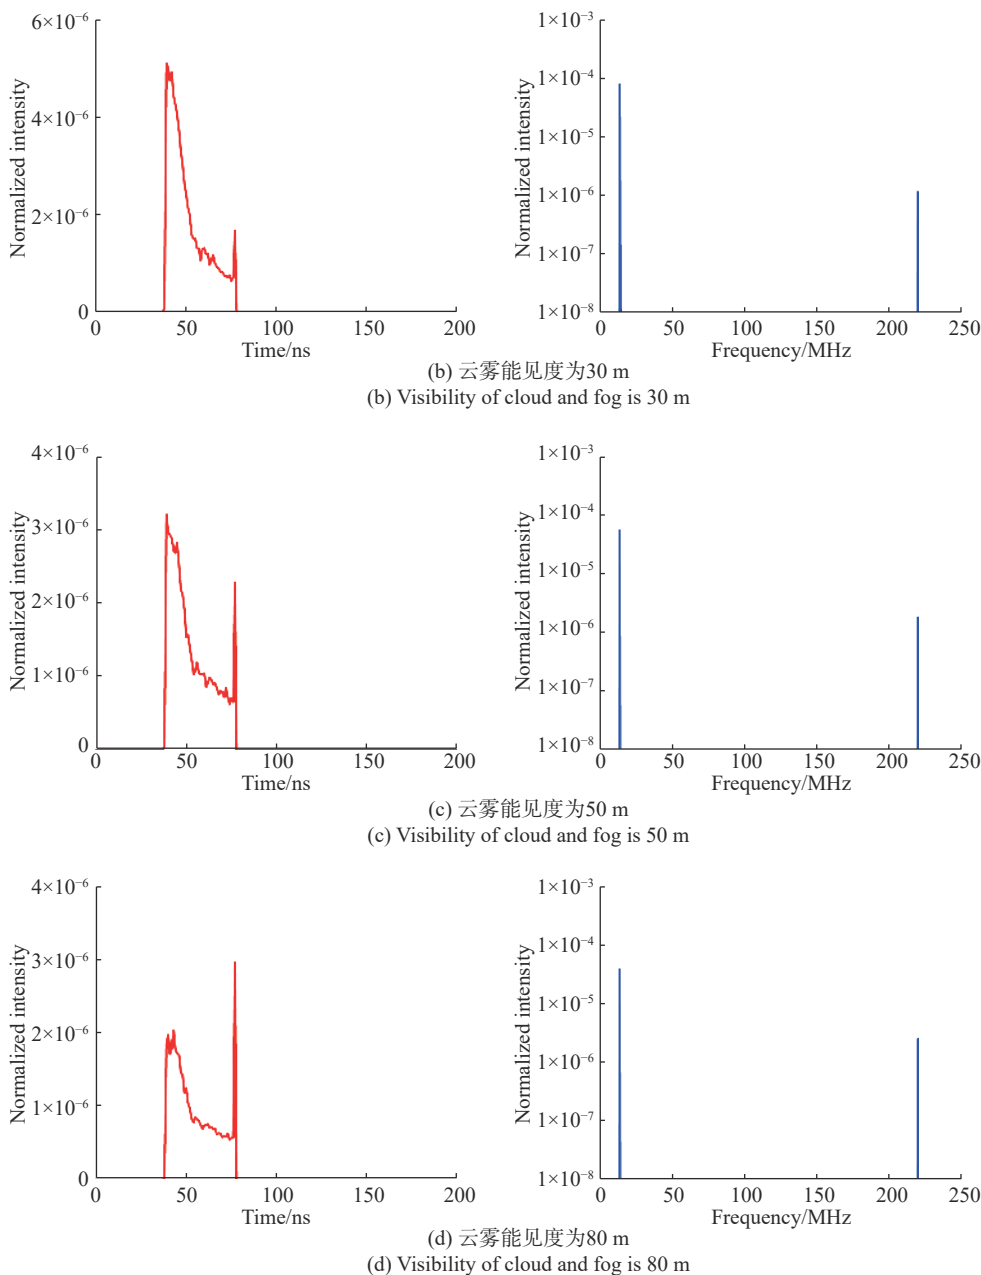 6×10⁻⁶
4×10⁻⁶
2×10⁻⁶
0
Normalized intensity
0 50 100 150 200
Time/ns
1×10⁻³
1×10⁻⁴
1×10⁻⁵
1×10⁻⁶
1×10⁻⁷
1×10⁻⁸
Normalized intensity
0 50 100 150 200 250
Frequency/MHz
(b) 云雾能见度为30 m
(b) Visibility of cloud and fog is 30 m
4×10⁻⁶
3×10⁻⁶
2×10⁻⁶
1×10⁻⁶
0
Normalized intensity
0 50 100 150 200
Time/ns
1×10⁻³
1×10⁻⁴
1×10⁻⁵
1×10⁻⁶
1×10⁻⁷
1×10⁻⁸
Normalized intensity
0 50 100 150 200 250
Frequency/MHz
(c) 云雾能见度为50 m
(c) Visibility of cloud and fog is 50 m
4×10⁻⁶
3×10⁻⁶
2×10⁻⁶
1×10⁻⁶
0
Normalized intensity
0 50 100 150 200
Time/ns
1×10⁻³
1×10⁻⁴
1×10⁻⁵
1×10⁻⁶
1×10⁻⁷
1×10⁻⁸
Normalized intensity
0 50 100 150 200 250
Frequency/MHz
(d) 云雾能见度为80 m
(d) Visibility of cloud and fog is 80 m